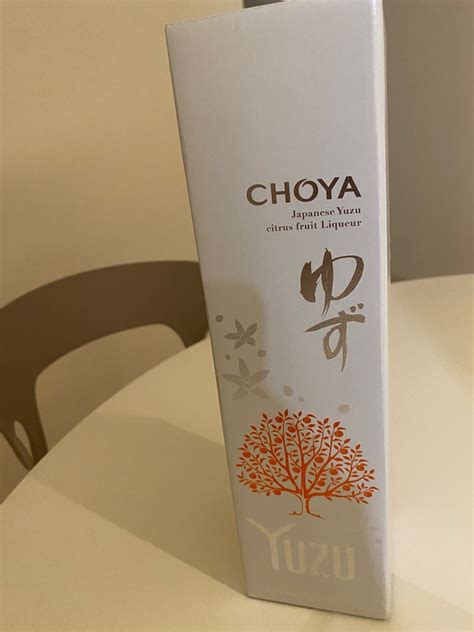 CHOYA
Japanese Yuzu
citrus fruit Liqueur
ゆず
YUZU